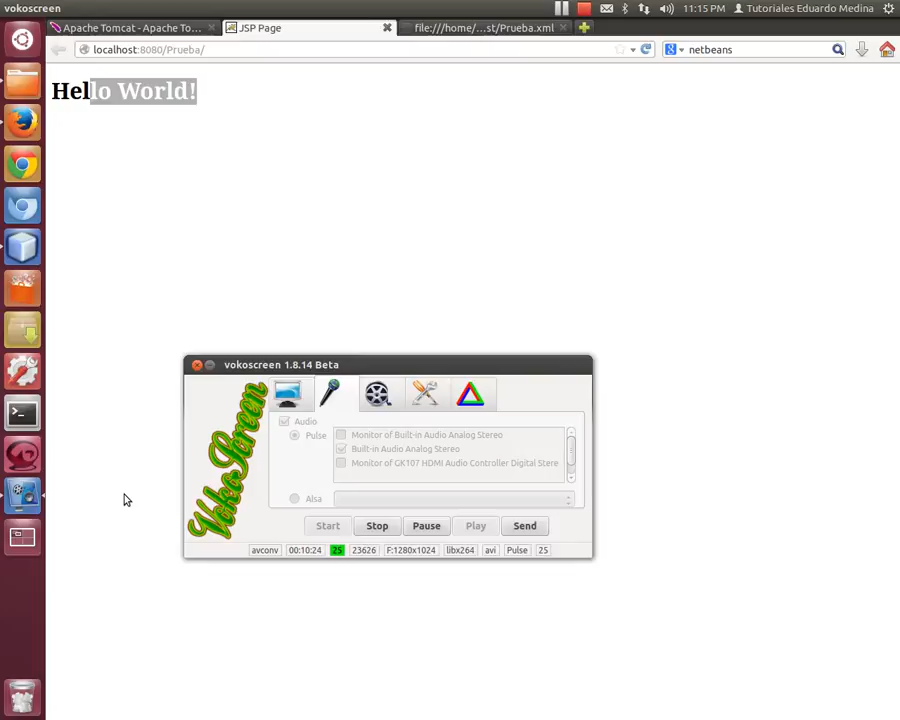 vokoscreen
11:15 PM
Tutoriales Eduardo Medina
Apache Tomcat - Apache To...
JSP Page
file:///home/...st/Prueba.xml
localhost:8080/Prueba/
netbeans
Hello World!
vokoscreen 1.8.14 Beta
VokoScreen
Audio
Pulse
Monitor of Built-in Audio Analog Stereo
Built-in Audio Analog Stereo
Monitor of GK107 HDMI Audio Controller Digital Stere
Alsa
Start
Stop
Pause
Play
Send
avconv
00:10:24
25
23626
F:1280x1024
libx264
avi
Pulse
25